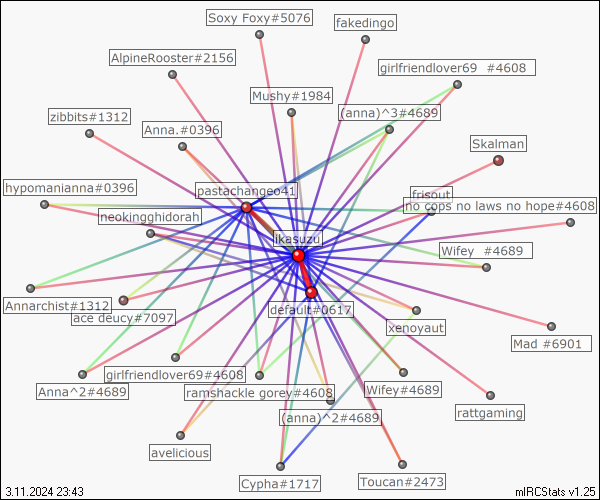 Soxy Foxy#5076
fakedingo
AlpineRooster#2156
girlfriendlover69 #4608
Mushy#1984
(anna)^3#4689
zibbits#1312
Anna.#0396
Skalman
hypomanianna#0396
pastachangeo41
frisout
no cops no laws no hope#4608
neokingghidorah
ikasuzu
Wifey #4689
Annarchist#1312
ace deucy#7097
default#0617
xenoyaut
Mad #6901
girlfriendlover69#4608
Anna^2#4689
ramshackle gorey#4608
Wifey#4689
(anna)^2#4689
rattgaming
avelicious
Cypha#1717
Toucan#2473
3.11.2024 23:43
mIRCStats v1.25